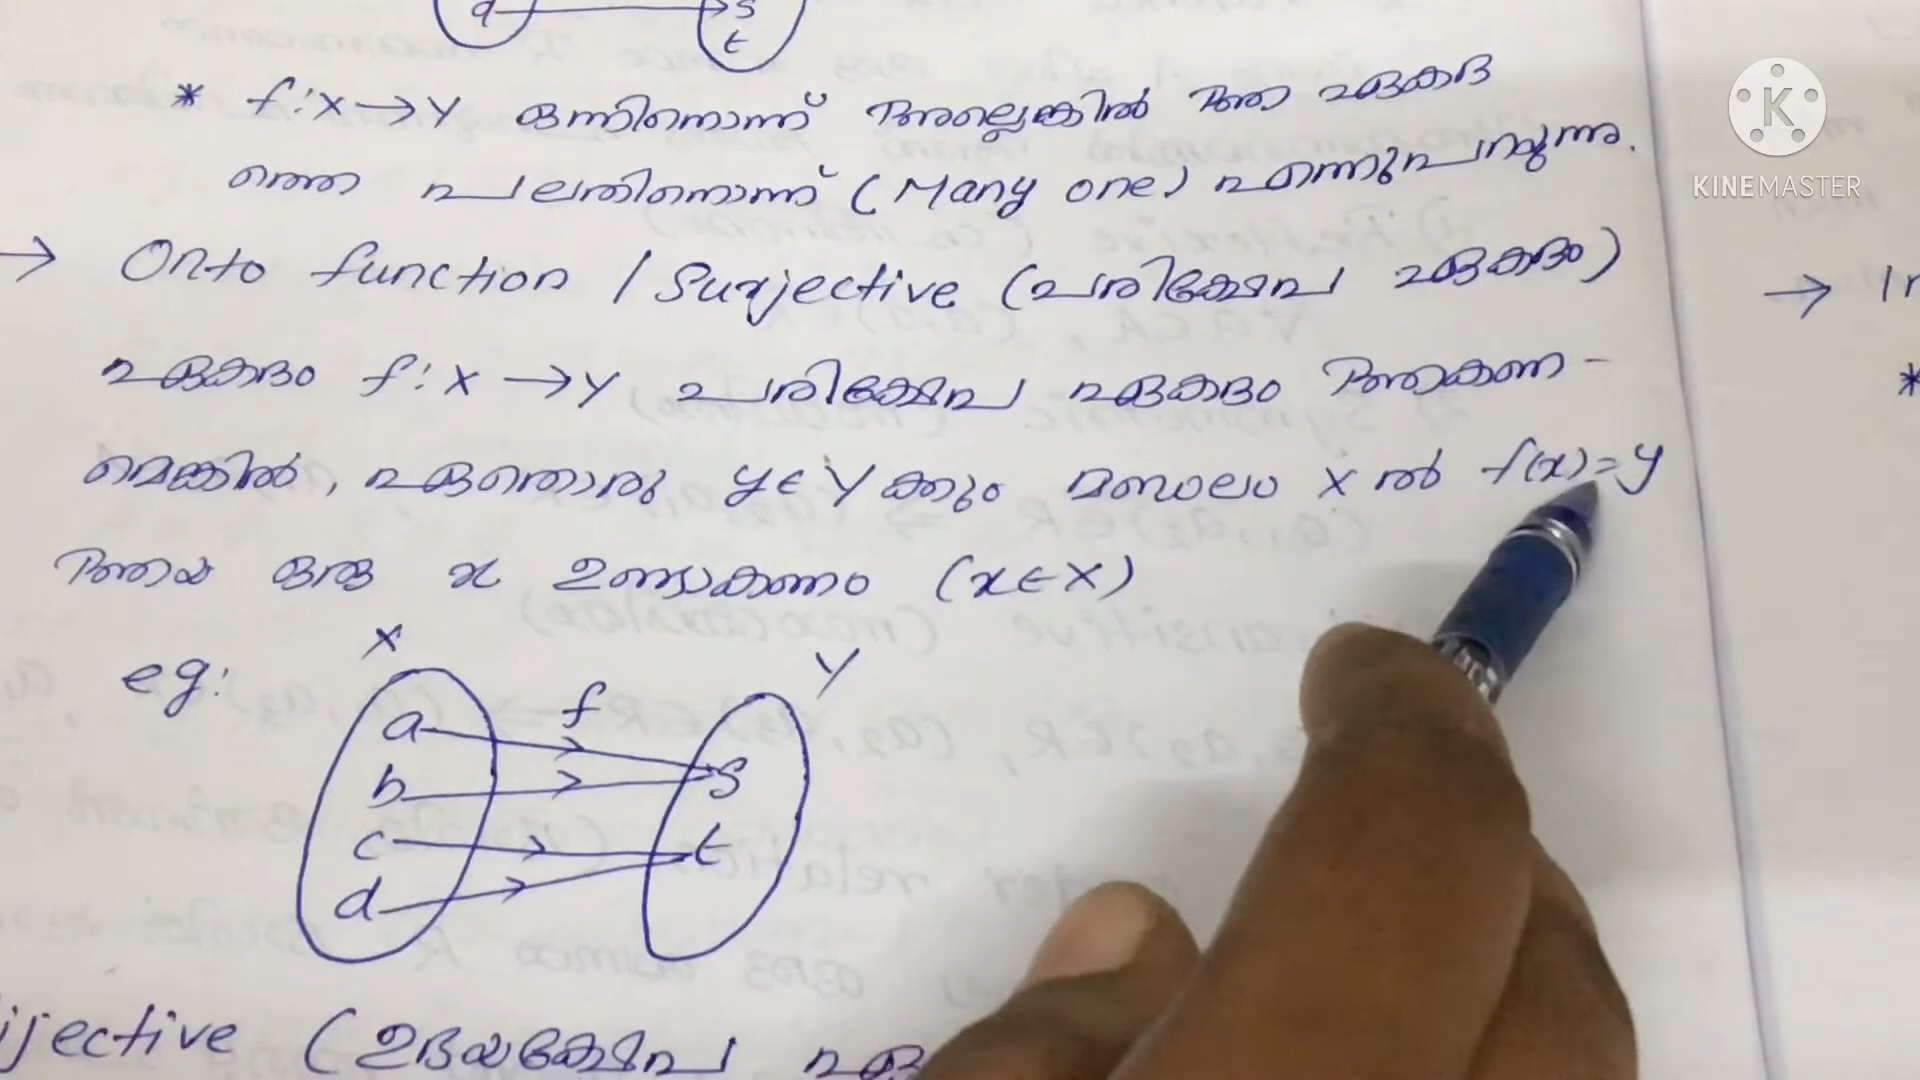 q s
t
* f : X → Y ഒന്നിനൊന്ന് അല്ലെങ്കിൽ ആ ഏകദ
ത്തെ പലതിനൊന്ന് (Many one) എന്നുപറയുന്നു.
→ Onto function / Surjective (പരിക്ഷേപ ഏകദം)
ഏകദം f : X → Y പരിക്ഷേപ ഏകദം ആകണ-
മെങ്കിൽ, ഏതൊരു y ∈ Y ക്കും മണ്ഡലം X ൽ f(x) = y
ആയ ഒരു x ഉണ്ടാകണം (x ∈ X)
eg:
X f Y
a s
b
c t
d
ijective (ഉഭയക്ഷേപ ഏ
→ In
*
K
KINEMASTER